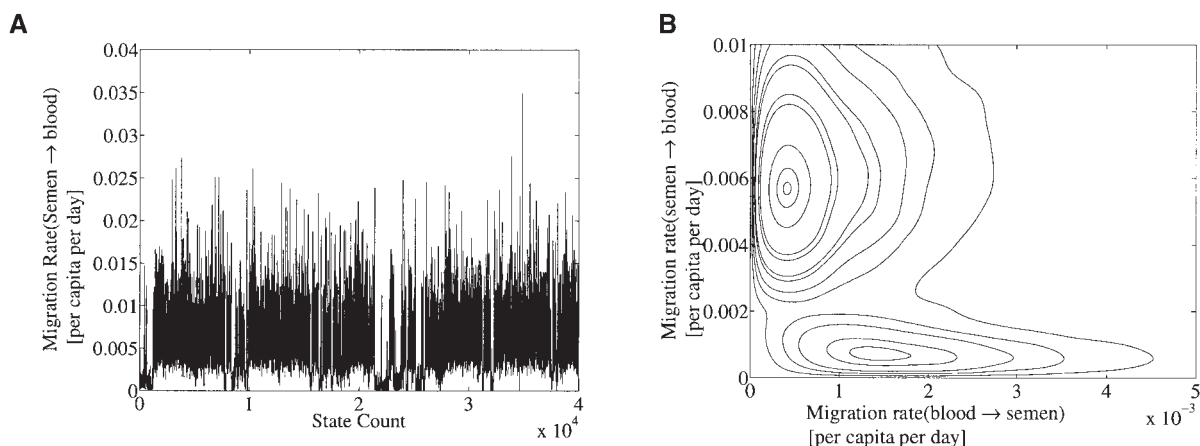 A
Migration Rate(Semen → blood)
[per capita per day]
0.04
0.035
0.03
0.025
0.02
0.015
0.01
0.005
0
0 1 2 3 4
State Count
x 10^4
B
Migration rate(semen → blood)
[per capita per day]
0.01
0.008
0.006
0.004
0.002
0
0 1 2 3 4 5
Migration rate(blood → semen)
x 10^-3
[per capita per day]